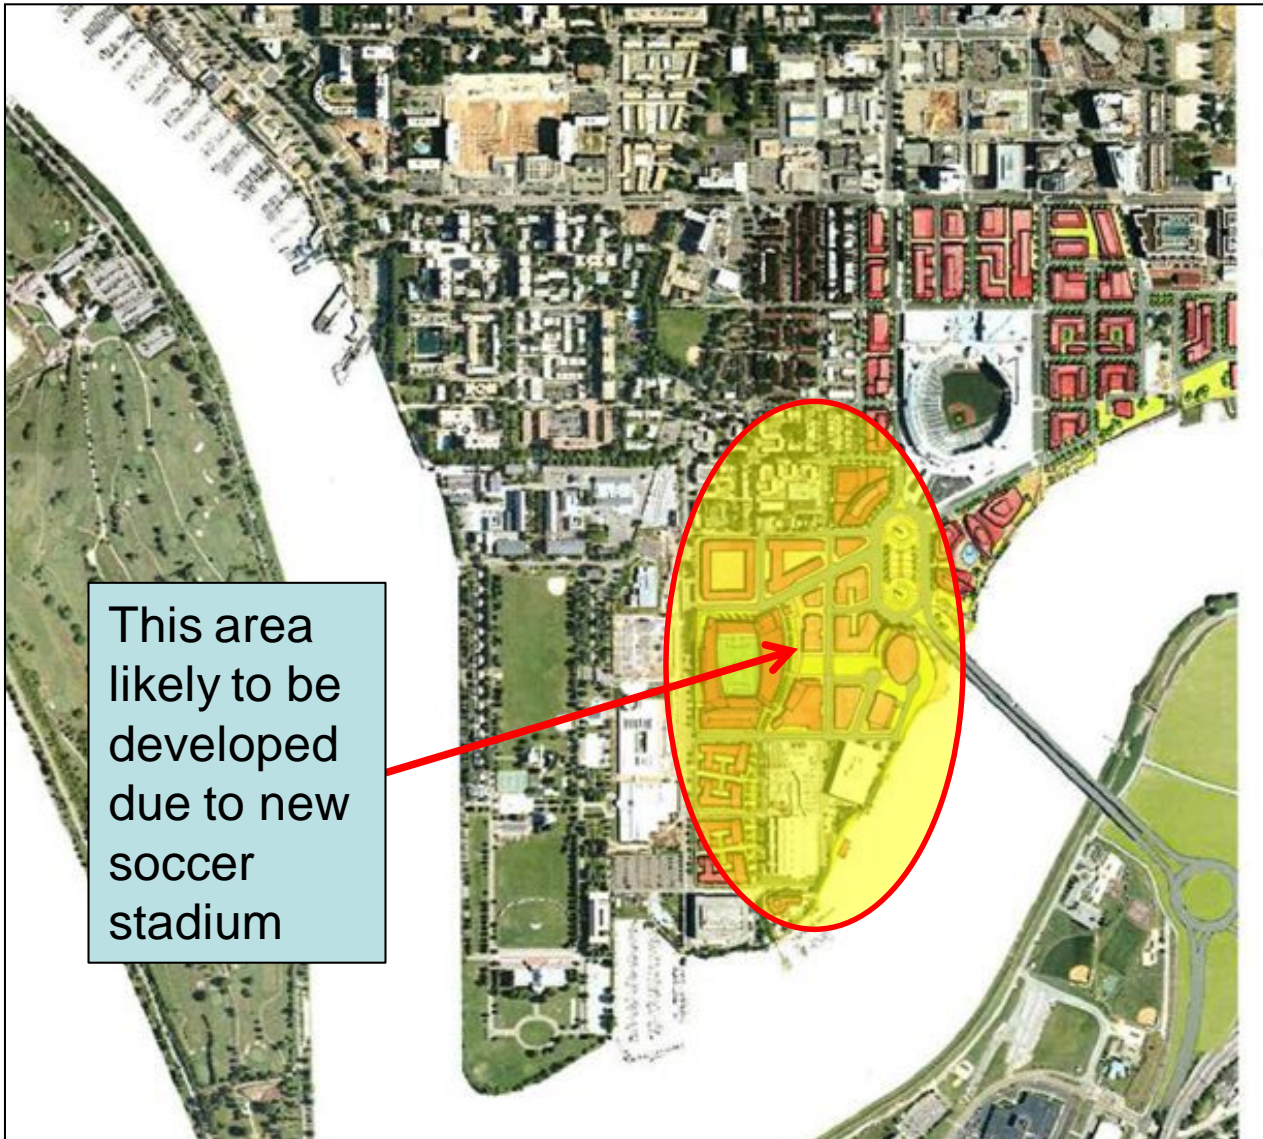 This area
likely to be
developed
due to new
soccer
stadium